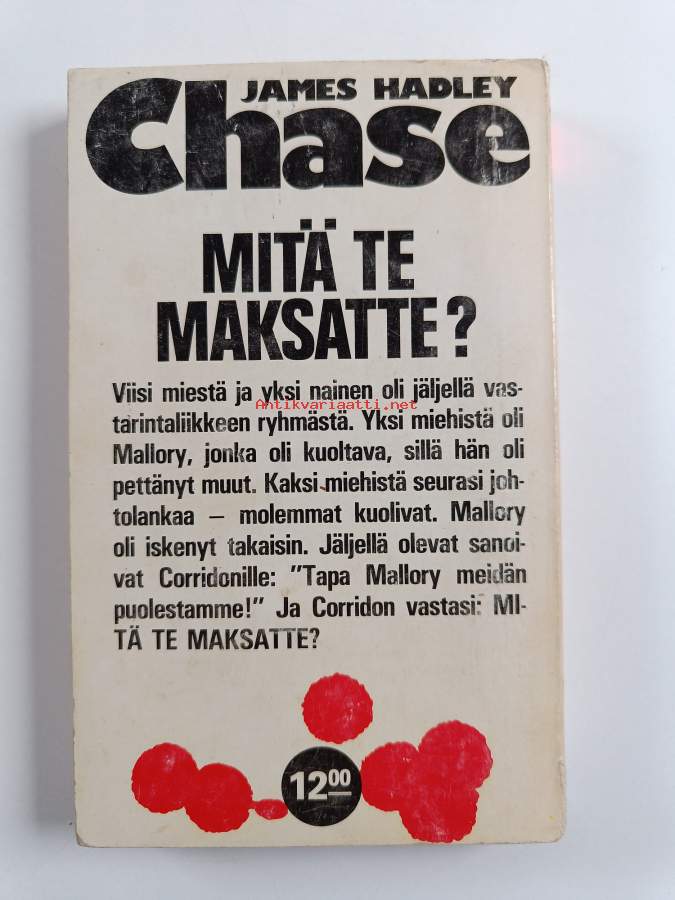 JAMES HADLEY
Chase
MITÄ TE
MAKSATTE?
Viisi miestä ja yksi nainen oli jäljellä vas-
Antikvariaatti.net
tarintaliikkeen ryhmästä. Yksi miehistä oli
Mallory, jonka oli kuoltava, sillä hän oli
pettänyt muut. Kaksi miehistä seurasi joh-
tolankaa – molemmat kuolivat. Mallory
oli iskenyt takaisin. Jäljellä olevat sanoi-
vat Corridonille: ”Tapa Mallory meidän
puolestamme!” Ja Corridon vastasi: MI-
TÄ TE MAKSATTE?
1200